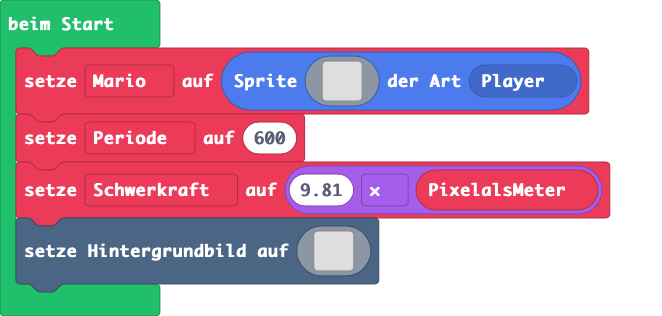 beim Start
setze Mario auf Sprite der Art Player
setze Periode auf 600
setze Schwerkraft auf 9.81 × PixelalsMeter
setze Hintergrundbild auf